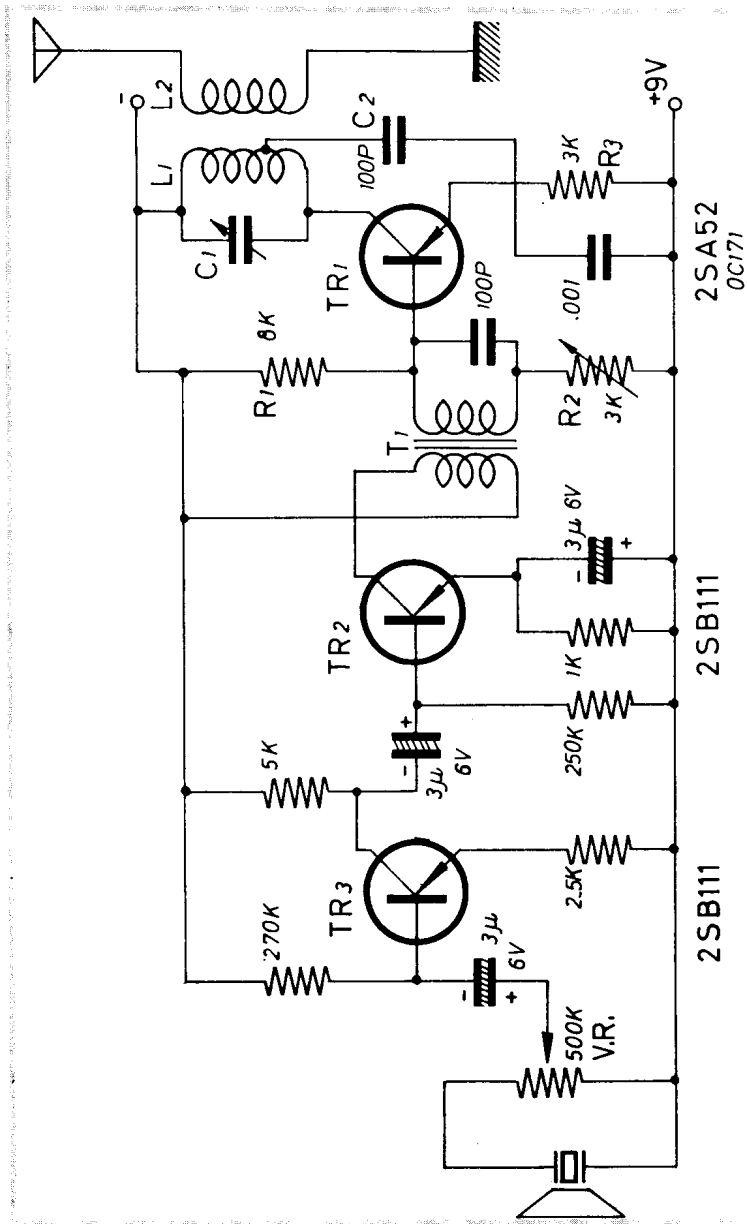 270K
TR3
3μ
6V
-
+
500K
V.R.
2.5K
2SB111
5K
3μ
6V
-
+
TR2
250K
1K
3μ 6V
-
+
2SB111
T1
R1
8K
TR1
100P
R2
3K
C1
L1
L2
-
100P
C2
.001
3K
R3
2SA52
OC171
+9V